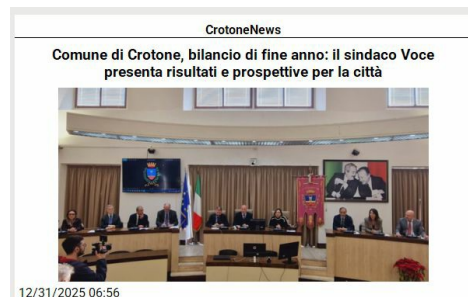 CrotoneNews
Comune di Crotone, bilancio di fine anno: il sindaco Voce
presenta risultati e prospettive per la città
12/31/2025 06:56